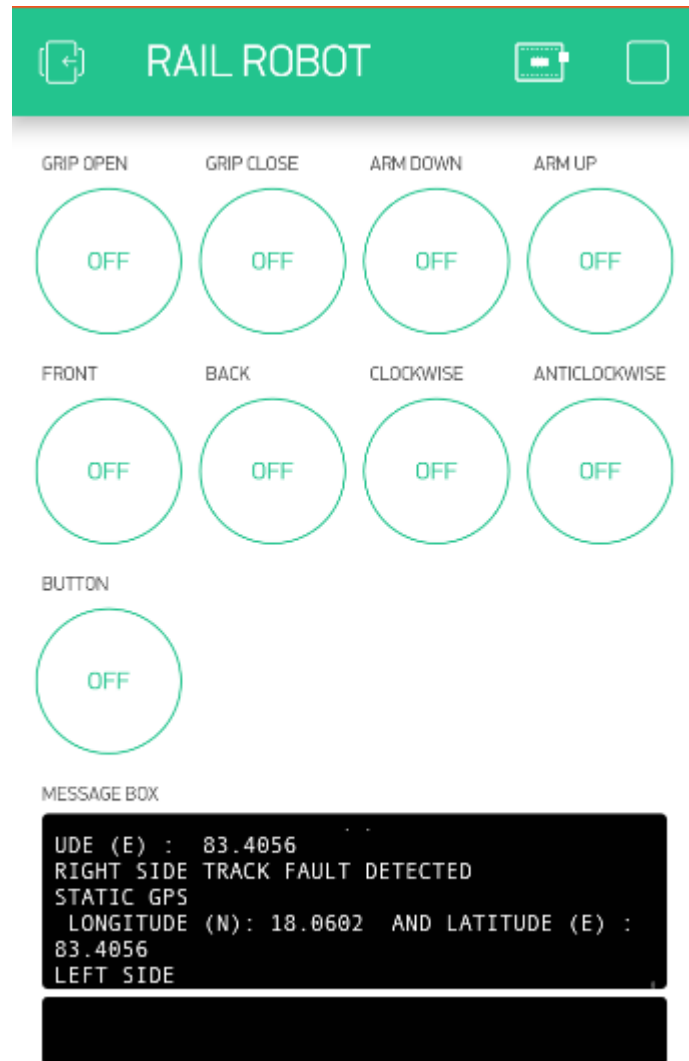 RAIL ROBOT
GRIP OPEN GRIP CLOSE ARM DOWN ARM UP
OFF OFF OFF OFF
FRONT BACK CLOCKWISE ANTICLOCKWISE
OFF OFF OFF OFF
BUTTON
OFF
MESSAGE BOX
UDE (E) : 83.4056
RIGHT SIDE TRACK FAULT DETECTED
STATIC GPS
LONGITUDE (N): 18.0602 AND LATITUDE (E) :
83.4056
LEFT SIDE